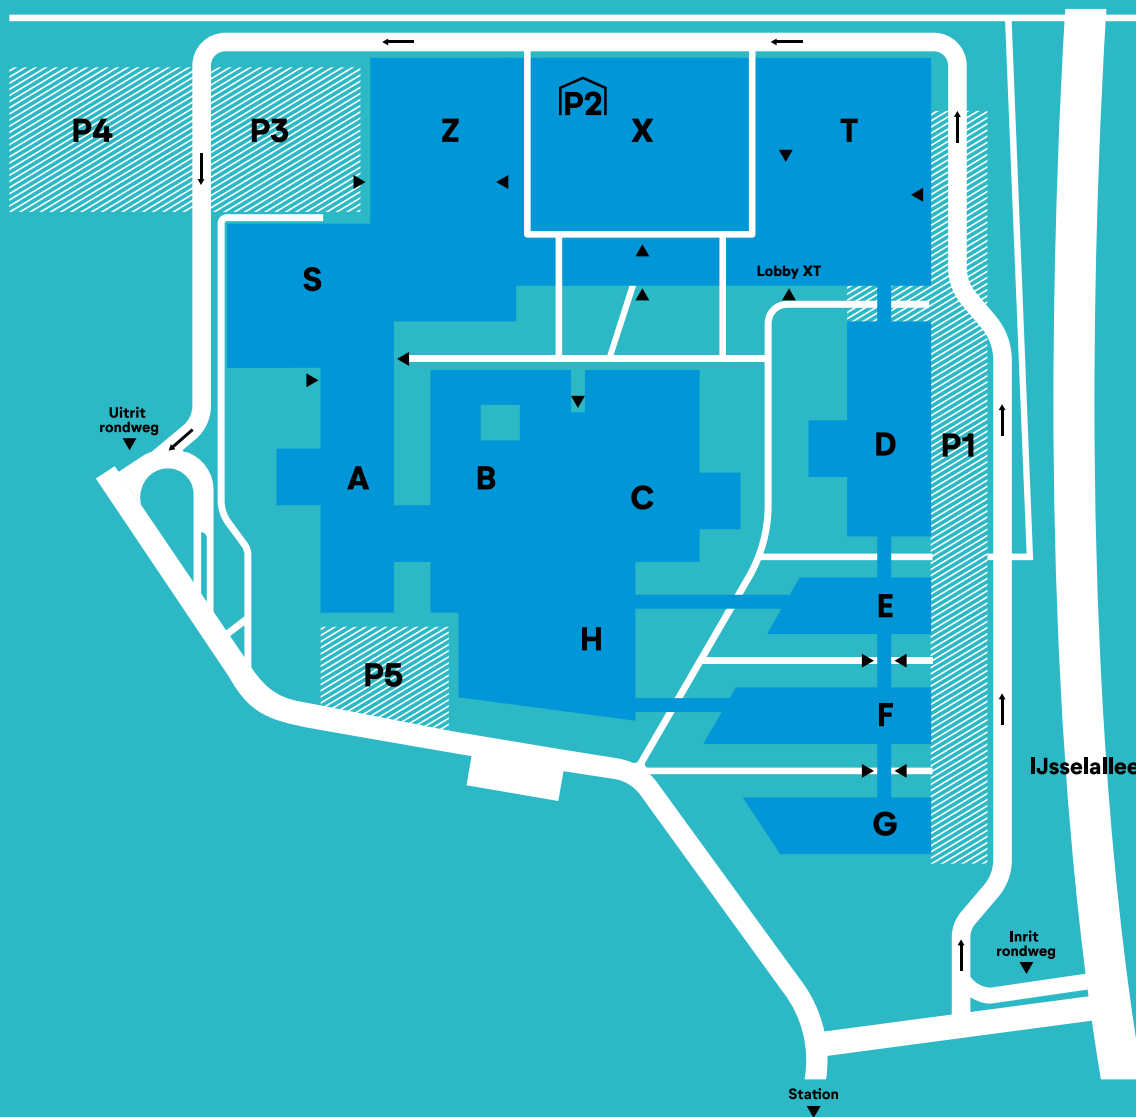 P2
P4
P3
Z
X
T
Lobby XT
S
Uitrit
rondweg
D
P1
A
B
C
E
H
P5
F
IJsselallee
G
Inrit
rondweg
Station